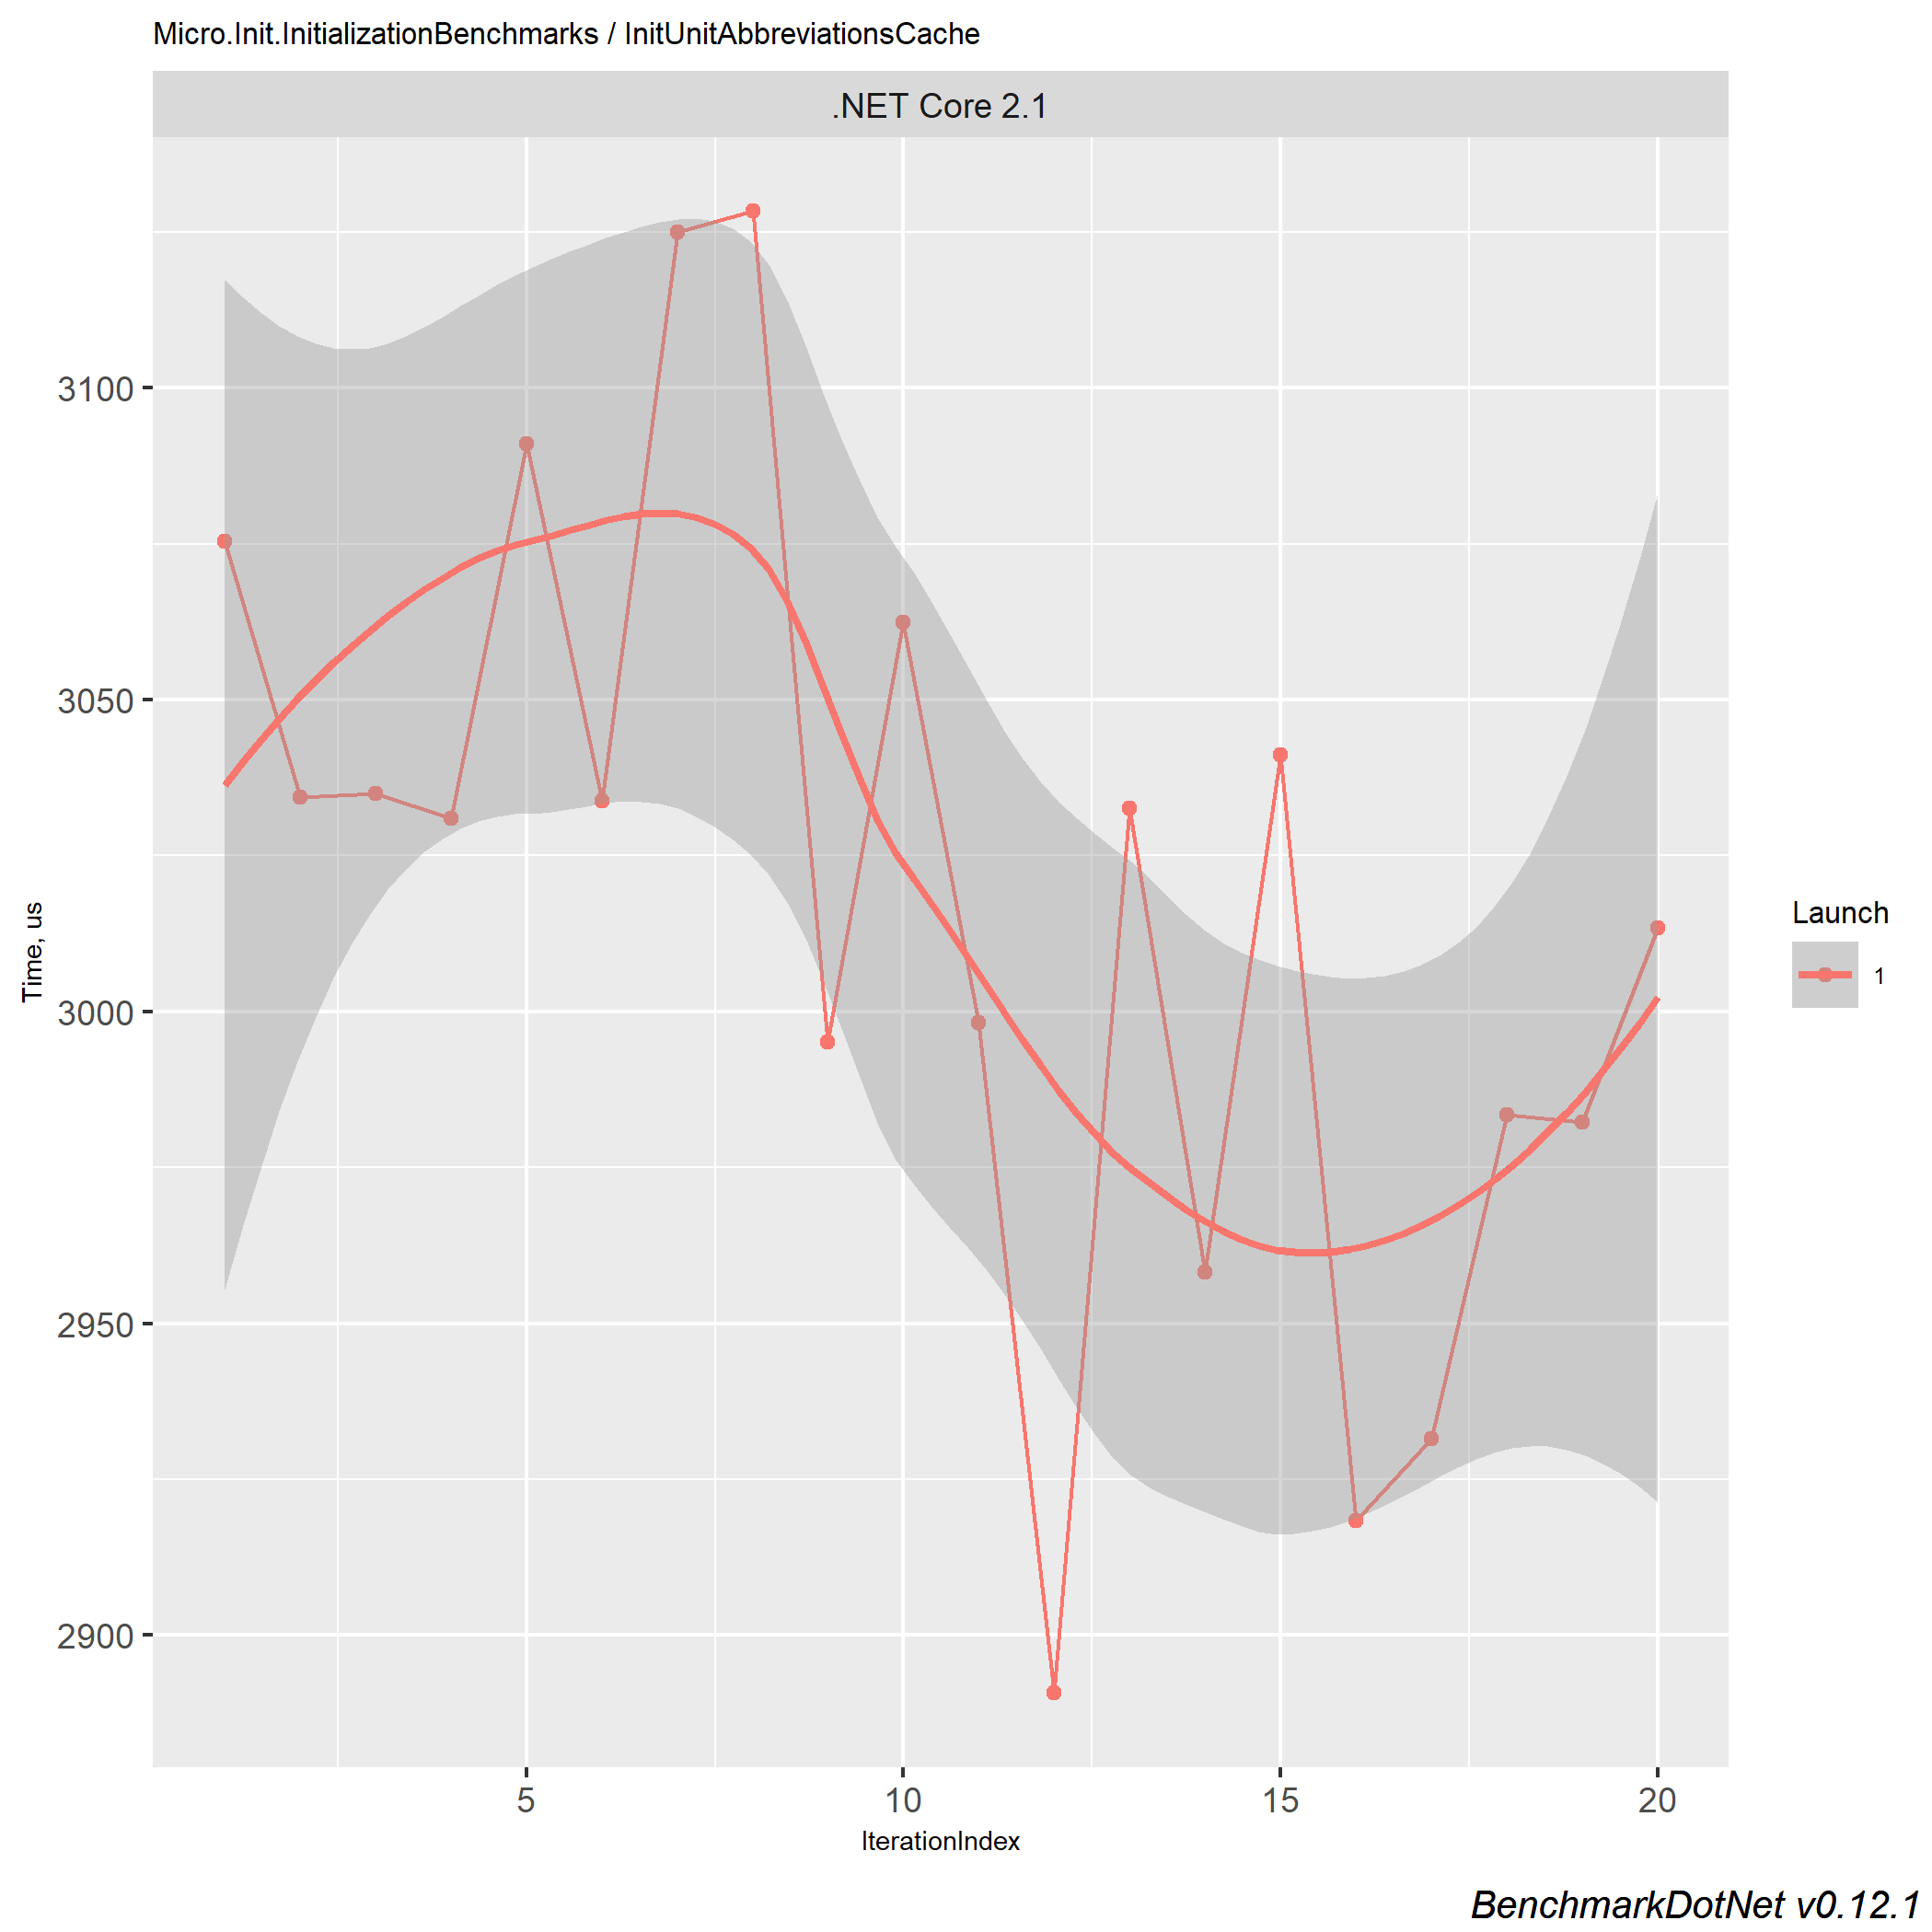 Micro.Init.InitializationBenchmarks / InitUnitAbbreviationsCache
.NET Core 2.1
3100
3050
3000
2950
2900
Time, us
5
10
15
20
IterationIndex
Launch
1
BenchmarkDotNet v0.12.1